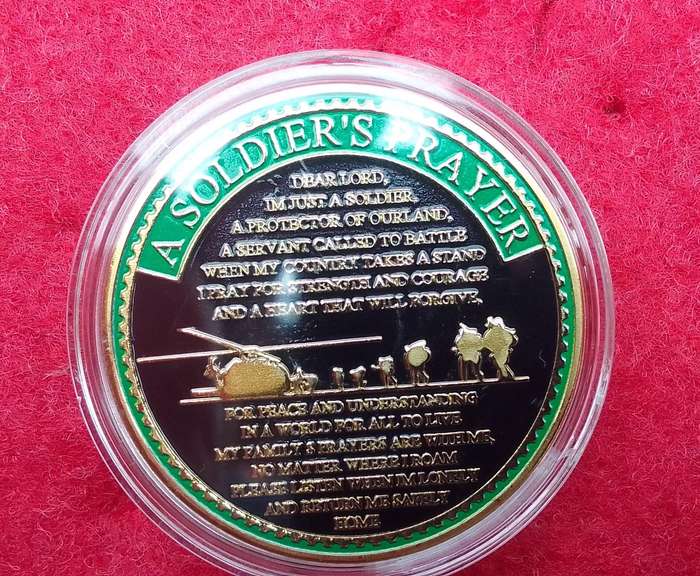 A SOLDIER'S PRAYER
DEAR LORD,
IM JUST A SOLDIER,
A PROTECTOR OF OURLAND,
A SERVANT CALLED TO BATTLE
WHEN MY COUNTRY TAKES A STAND
I PRAY FOR STRENGTH AND COURAGE
AND A HEART THAT WILL FORGIVE,
FOR PEACE AND UNDERSTANDING
IN A WORLD FOR ALL TO LIVE
MY FAMILY'S PRAYERS ARE WITH ME,
NO MATTER WHERE I ROAM
PLEASE LISTEN WHEN IM LONELY
AND RETURN ME SAFELY
HOME